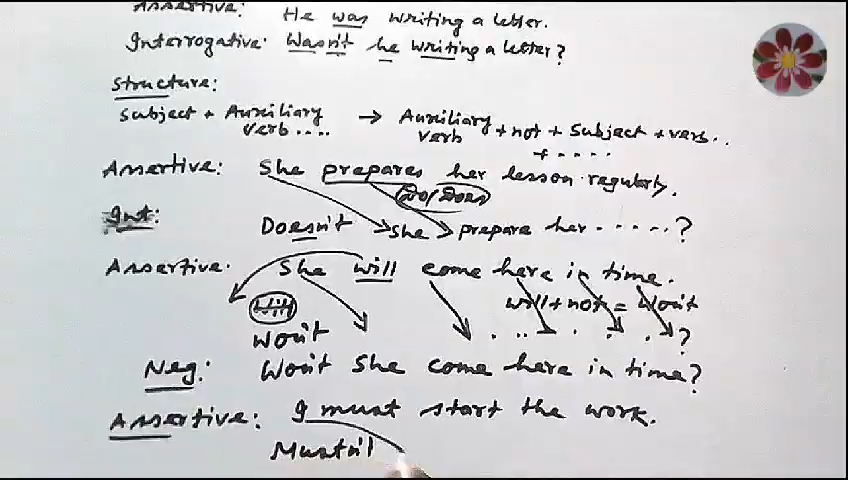 Assertive: He was writing a letter.
Interrogative: Wasn't he writing a letter?
Structure:
Subject + Auxiliary verb .... → Auxiliary verb + not + Subject + verb..
+ .....
Assertive: She prepares her lesson regularly.
Do/Does
Int: Doesn't she prepare her ......?
Assertive. She will come here in time.
Will will + not = Won't
Won't . .. . . . ?
Neg: Won't She come here in time?
Assertive: I must start the work.
Mustn't